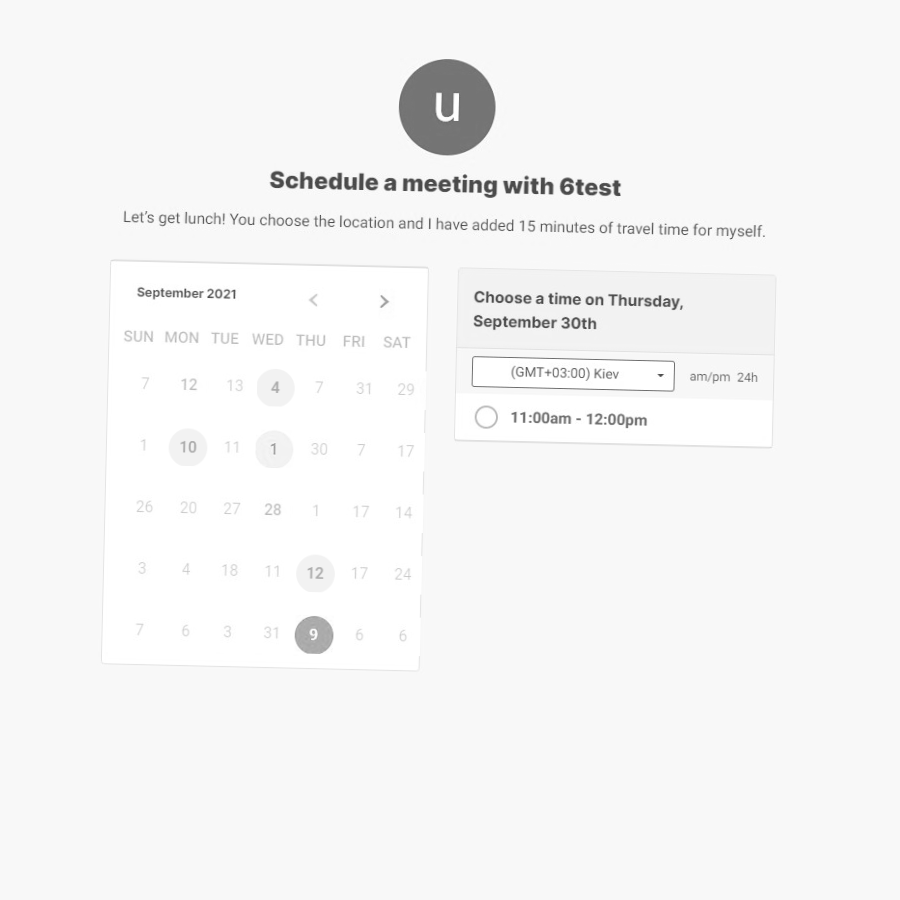 u
Schedule a meeting with 6test
Let's get lunch! You choose the location and I have added 15 minutes of travel time for myself.
September 2021
SUN MON TUE WED THU FRI SAT
7 12 13 4 7 31 29
1 10 11 1 30 7 17
26 20 27 28 1 17 14
3 4 18 11 12 17 24
7 6 3 31 9 6 6
Choose a time on Thursday,
September 30th
(GMT+03:00) Kiev
am/pm 24h
11:00am - 12:00pm